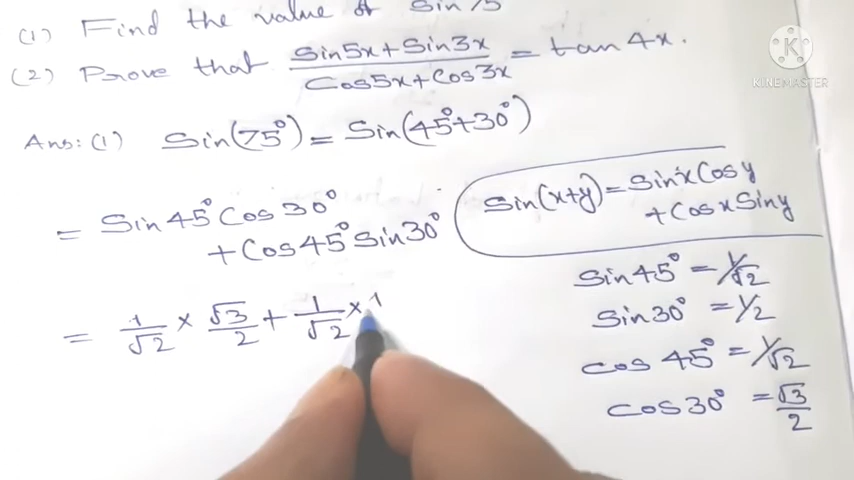 (1) Find the value of Sin 75
(2) Prove that (Sin5x+Sin3x)/(Cos5x+Cos3x) = tan 4x.
Ans: (1) Sin(75°) = Sin(45°+30°)
= Sin 45° Cos 30°
+ Cos 45° Sin 30°
Sin(x+y) = Sinx Cosy
+ Cosx Siny
= 1/√2 × √3/2 + 1/√2 × 1
Sin 45° = 1/√2
Sin 30° = 1/2
Cos 45° = 1/√2
Cos 30° = √3/2
K
KINEMASTER